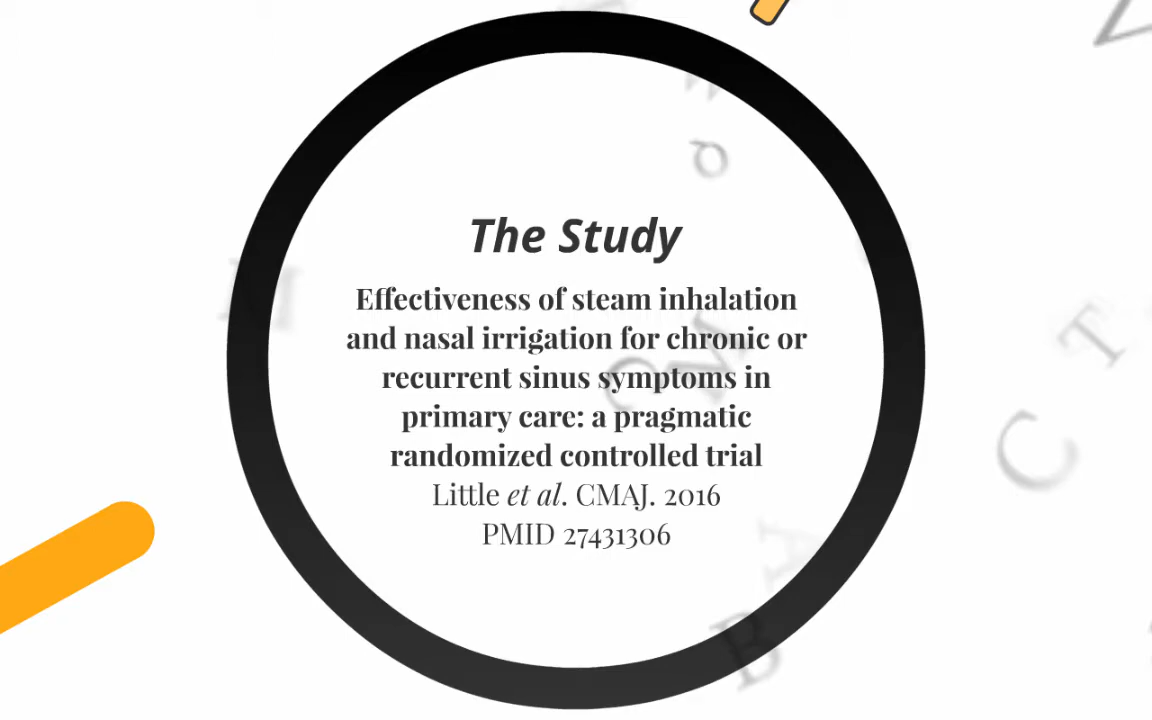 The Study
Effectiveness of steam inhalation
and nasal irrigation for chronic or
recurrent sinus symptoms in
primary care: a pragmatic
randomized controlled trial
Little et al. CMAJ. 2016
PMID 27431306